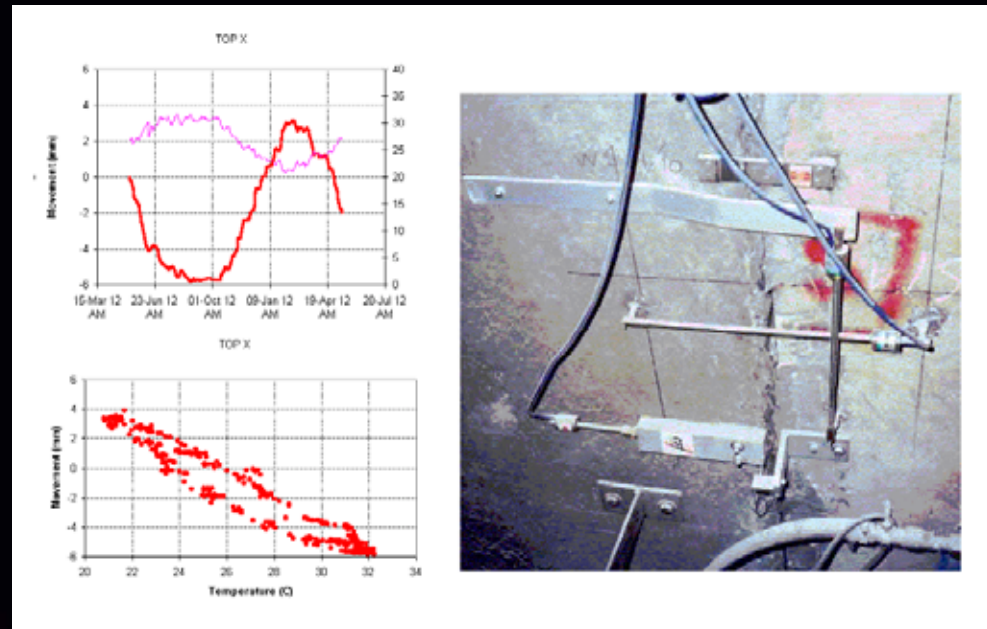 TOP X
6
4
2
0
-2
-4
-6
Movement (mm)
40
35
30
25
20
15
10
5
0
15-Mar 12 AM
23-Jun 12 AM
01-Oct 12 AM
09-Jan 12 AM
19-Apr 12 AM
20-Jul 12 AM
TOP X
6
4
2
0
-2
-4
-6
Movement (mm)
20 22 24 26 28 30 32 34
Temperature (C)